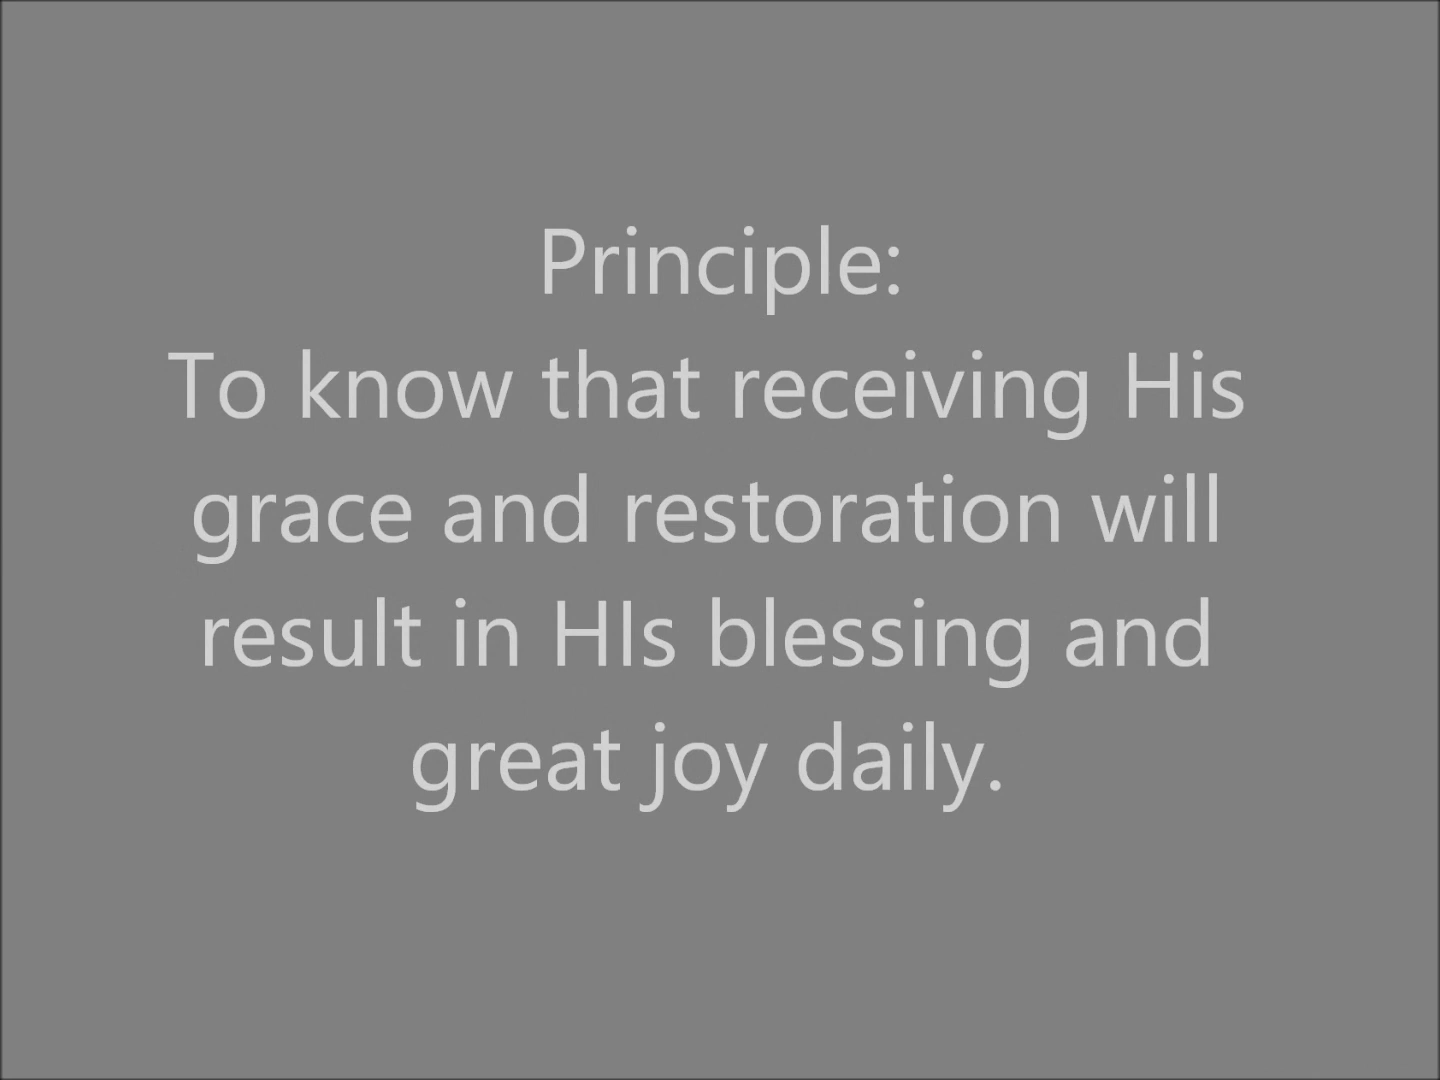 Principle:
To know that receiving His
grace and restoration will
result in HIs blessing and
great joy daily.